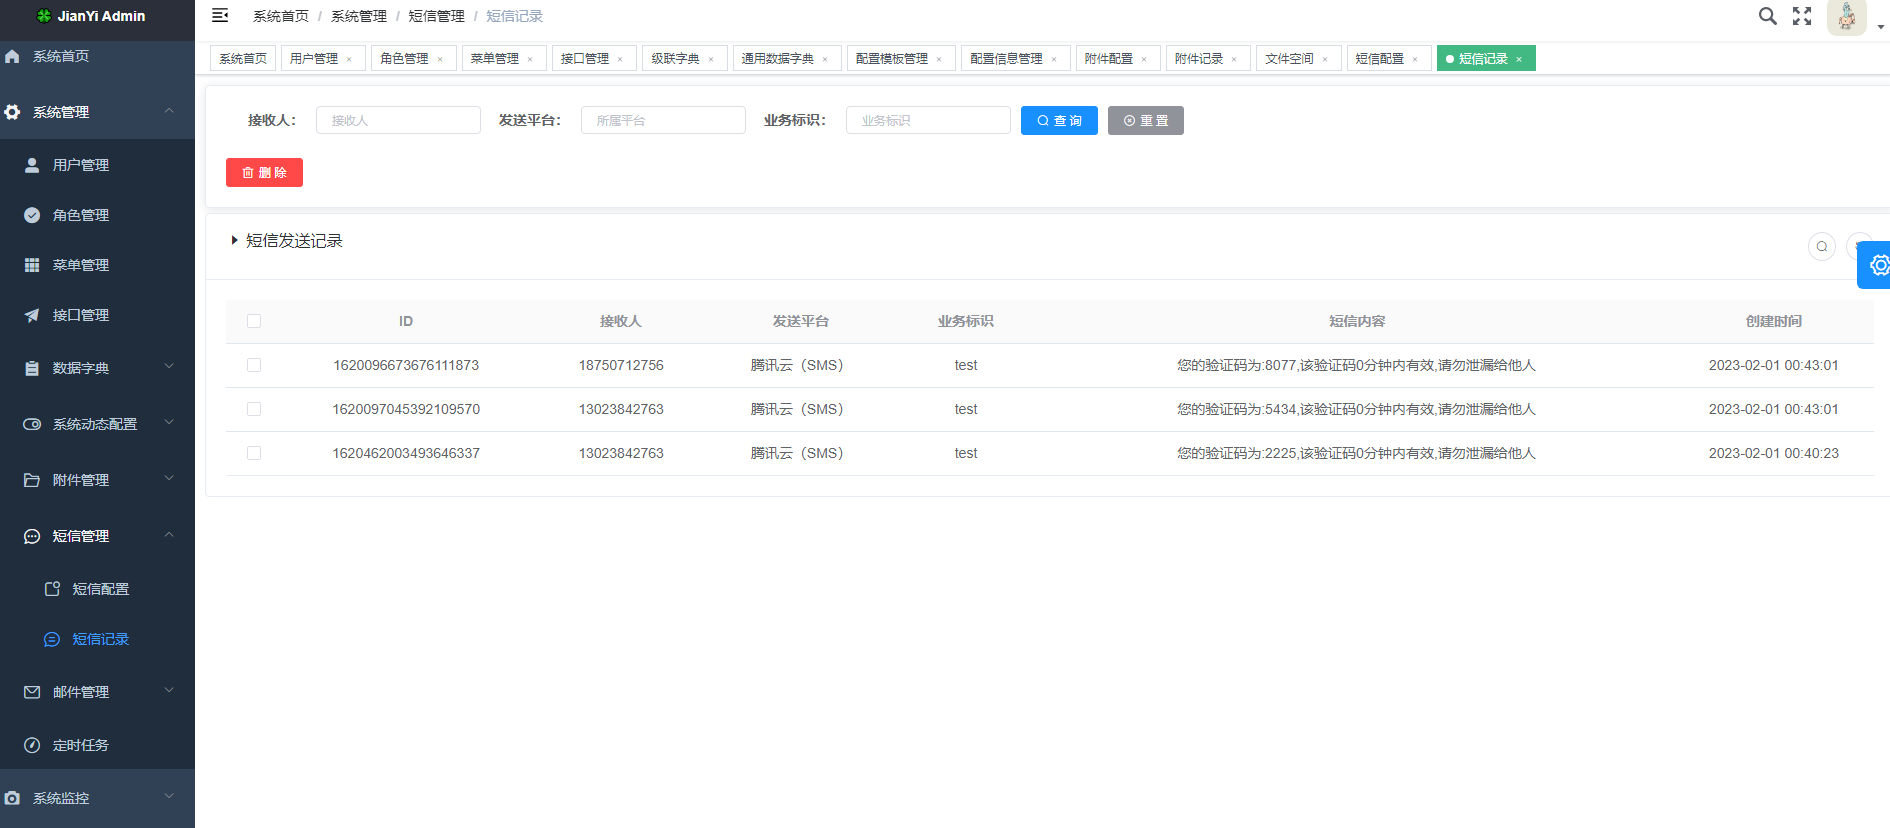 JianYi Admin
系统首页
系统管理
用户管理
角色管理
菜单管理
接口管理
数据字典
系统动态配置
附件管理
短信管理
短信配置
短信记录
邮件管理
定时任务
系统监控
系统首页 / 系统管理 / 短信管理 / 短信记录
系统首页 用户管理 × 角色管理 × 菜单管理 × 接口管理 × 级联字典 × 通用数据字典 × 配置模板管理 × 配置信息管理 × 附件配置 × 附件记录 × 文件空间 × 短信配置 × 短信记录 ×
接收人： 接收人 发送平台： 所属平台 业务标识： 业务标识 查 询 重 置
删 除
短信发送记录
ID 接收人 发送平台 业务标识 短信内容 创建时间
1620096673676111873 18750712756 腾讯云（SMS） test 您的验证码为:8077,该验证码0分钟内有效,请勿泄漏给他人 2023-02-01 00:43:01
1620097045392109570 13023842763 腾讯云（SMS） test 您的验证码为:5434,该验证码0分钟内有效,请勿泄漏给他人 2023-02-01 00:43:01
1620462003493646337 13023842763 腾讯云（SMS） test 您的验证码为:2225,该验证码0分钟内有效,请勿泄漏给他人 2023-02-01 00:40:23